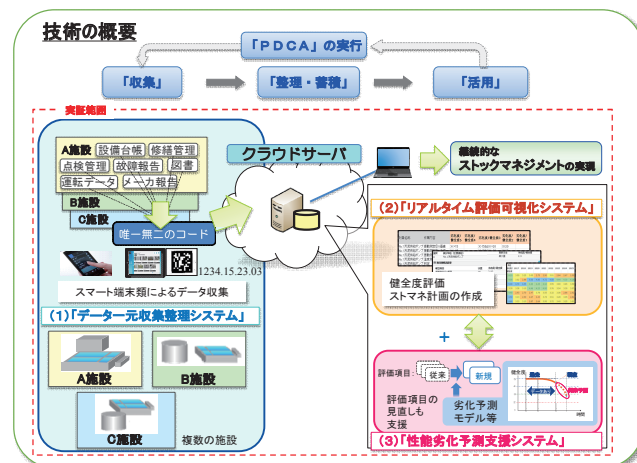 技術の概要
「PDCA」の実行
「収集」
「整理・蓄積」
「活用」
実証範囲
A施設
設備台帳
修繕管理
点検管理
故障報告
図書
運転データ
メーカ報告
B施設
C施設
唯一無二のコード
1234.15.23.03
スマート端末類によるデータ収集
(1)「データ一元収集整理システム」
A施設
B施設
C施設
複数の施設
クラウドサーバ
継続的な
ストックマネジメントの実現
(2)「リアルタイム評価可視化システム」
健全度評価
ストマネ計画の作成
+
評価項目:
従来
新規
評価項目の
見直しも
支援
劣化予測
モデル等
健全度
時間
(3)「性能劣化予測支援システム」